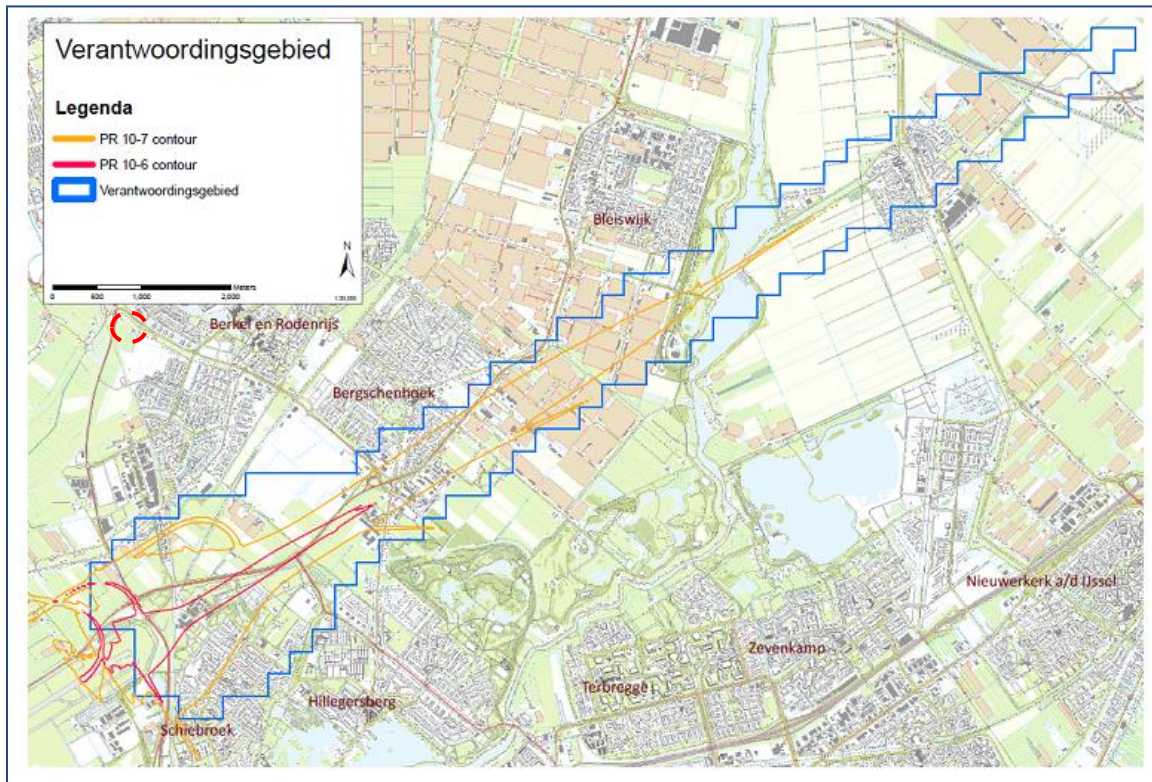 Verantwoordingsgebied
Legenda
PR 10-7 contour
PR 10-6 contour
Verantwoordingsgebied
N
0 500 1,000 2,000 Meters
Bleiswijk
Berkel en Rodenrijs
Bergschenhoek
Nieuwerkerk a/d IJssel
Zevenkamp
Terbregge
Hillegersberg
Schiebroek